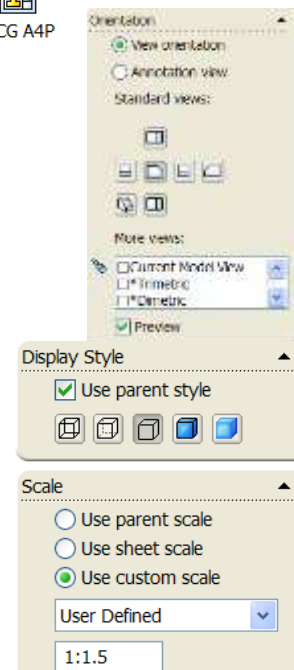 CG A4P
Orientation
View orientation
Annotation view
Standard views:
More views:
Current Model View
*Trimetric
*Dimetric
Preview
Display Style
Use parent style
Scale
Use parent scale
Use sheet scale
Use custom scale
User Defined
1:1.5